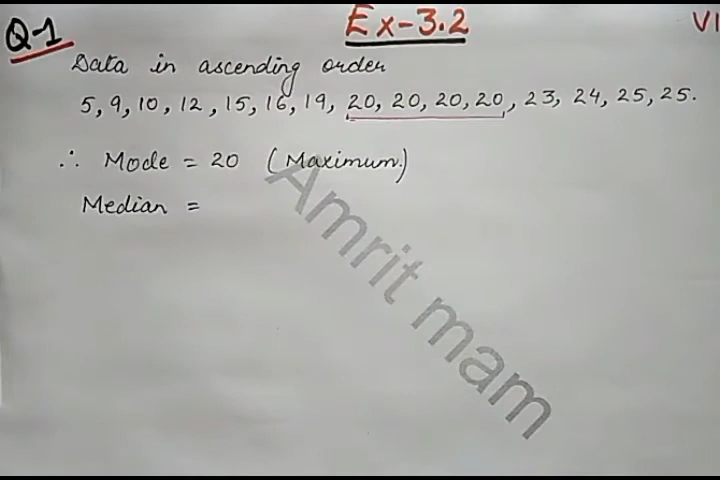 Q-1
Ex-3.2
VI
Data in ascending order
5, 9, 10, 12, 15, 16, 19, 20, 20, 20, 20, 23, 24, 25, 25.
∴ Mode = 20 (Maximum)
Median =
Amrit mam